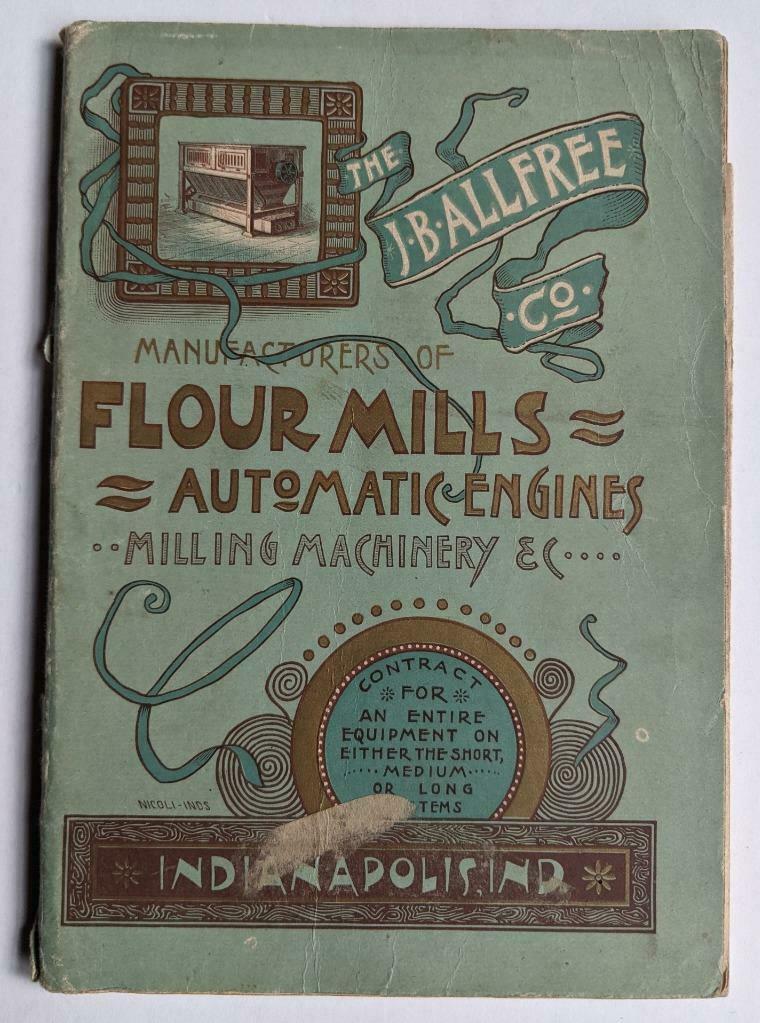 THE
J·B·ALLFREE
·Co·
MANUFACTURERS OF
FLOUR MILLS
AUToMATIC ENGINES
··MILLING MACHINERY &C····
CONTRACT
FOR
AN ENTIRE
EQUIPMENT ON
EITHER THE SHORT,
·····MEDIUM·····
OR LONG
TEMS
NICOLI-INDS
INDIANAPOLIS, IND.